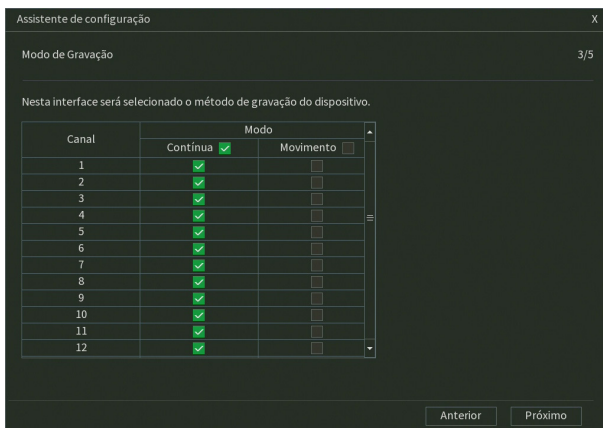 Assistente de configuração X
Modo de Gravação 3/5
Nesta interface será selecionado o método de gravação do dispositivo.
Canal
Modo
Contínua Movimento
1
2
3
4
5
6
7
8
9
10
11
12
Anterior Próximo